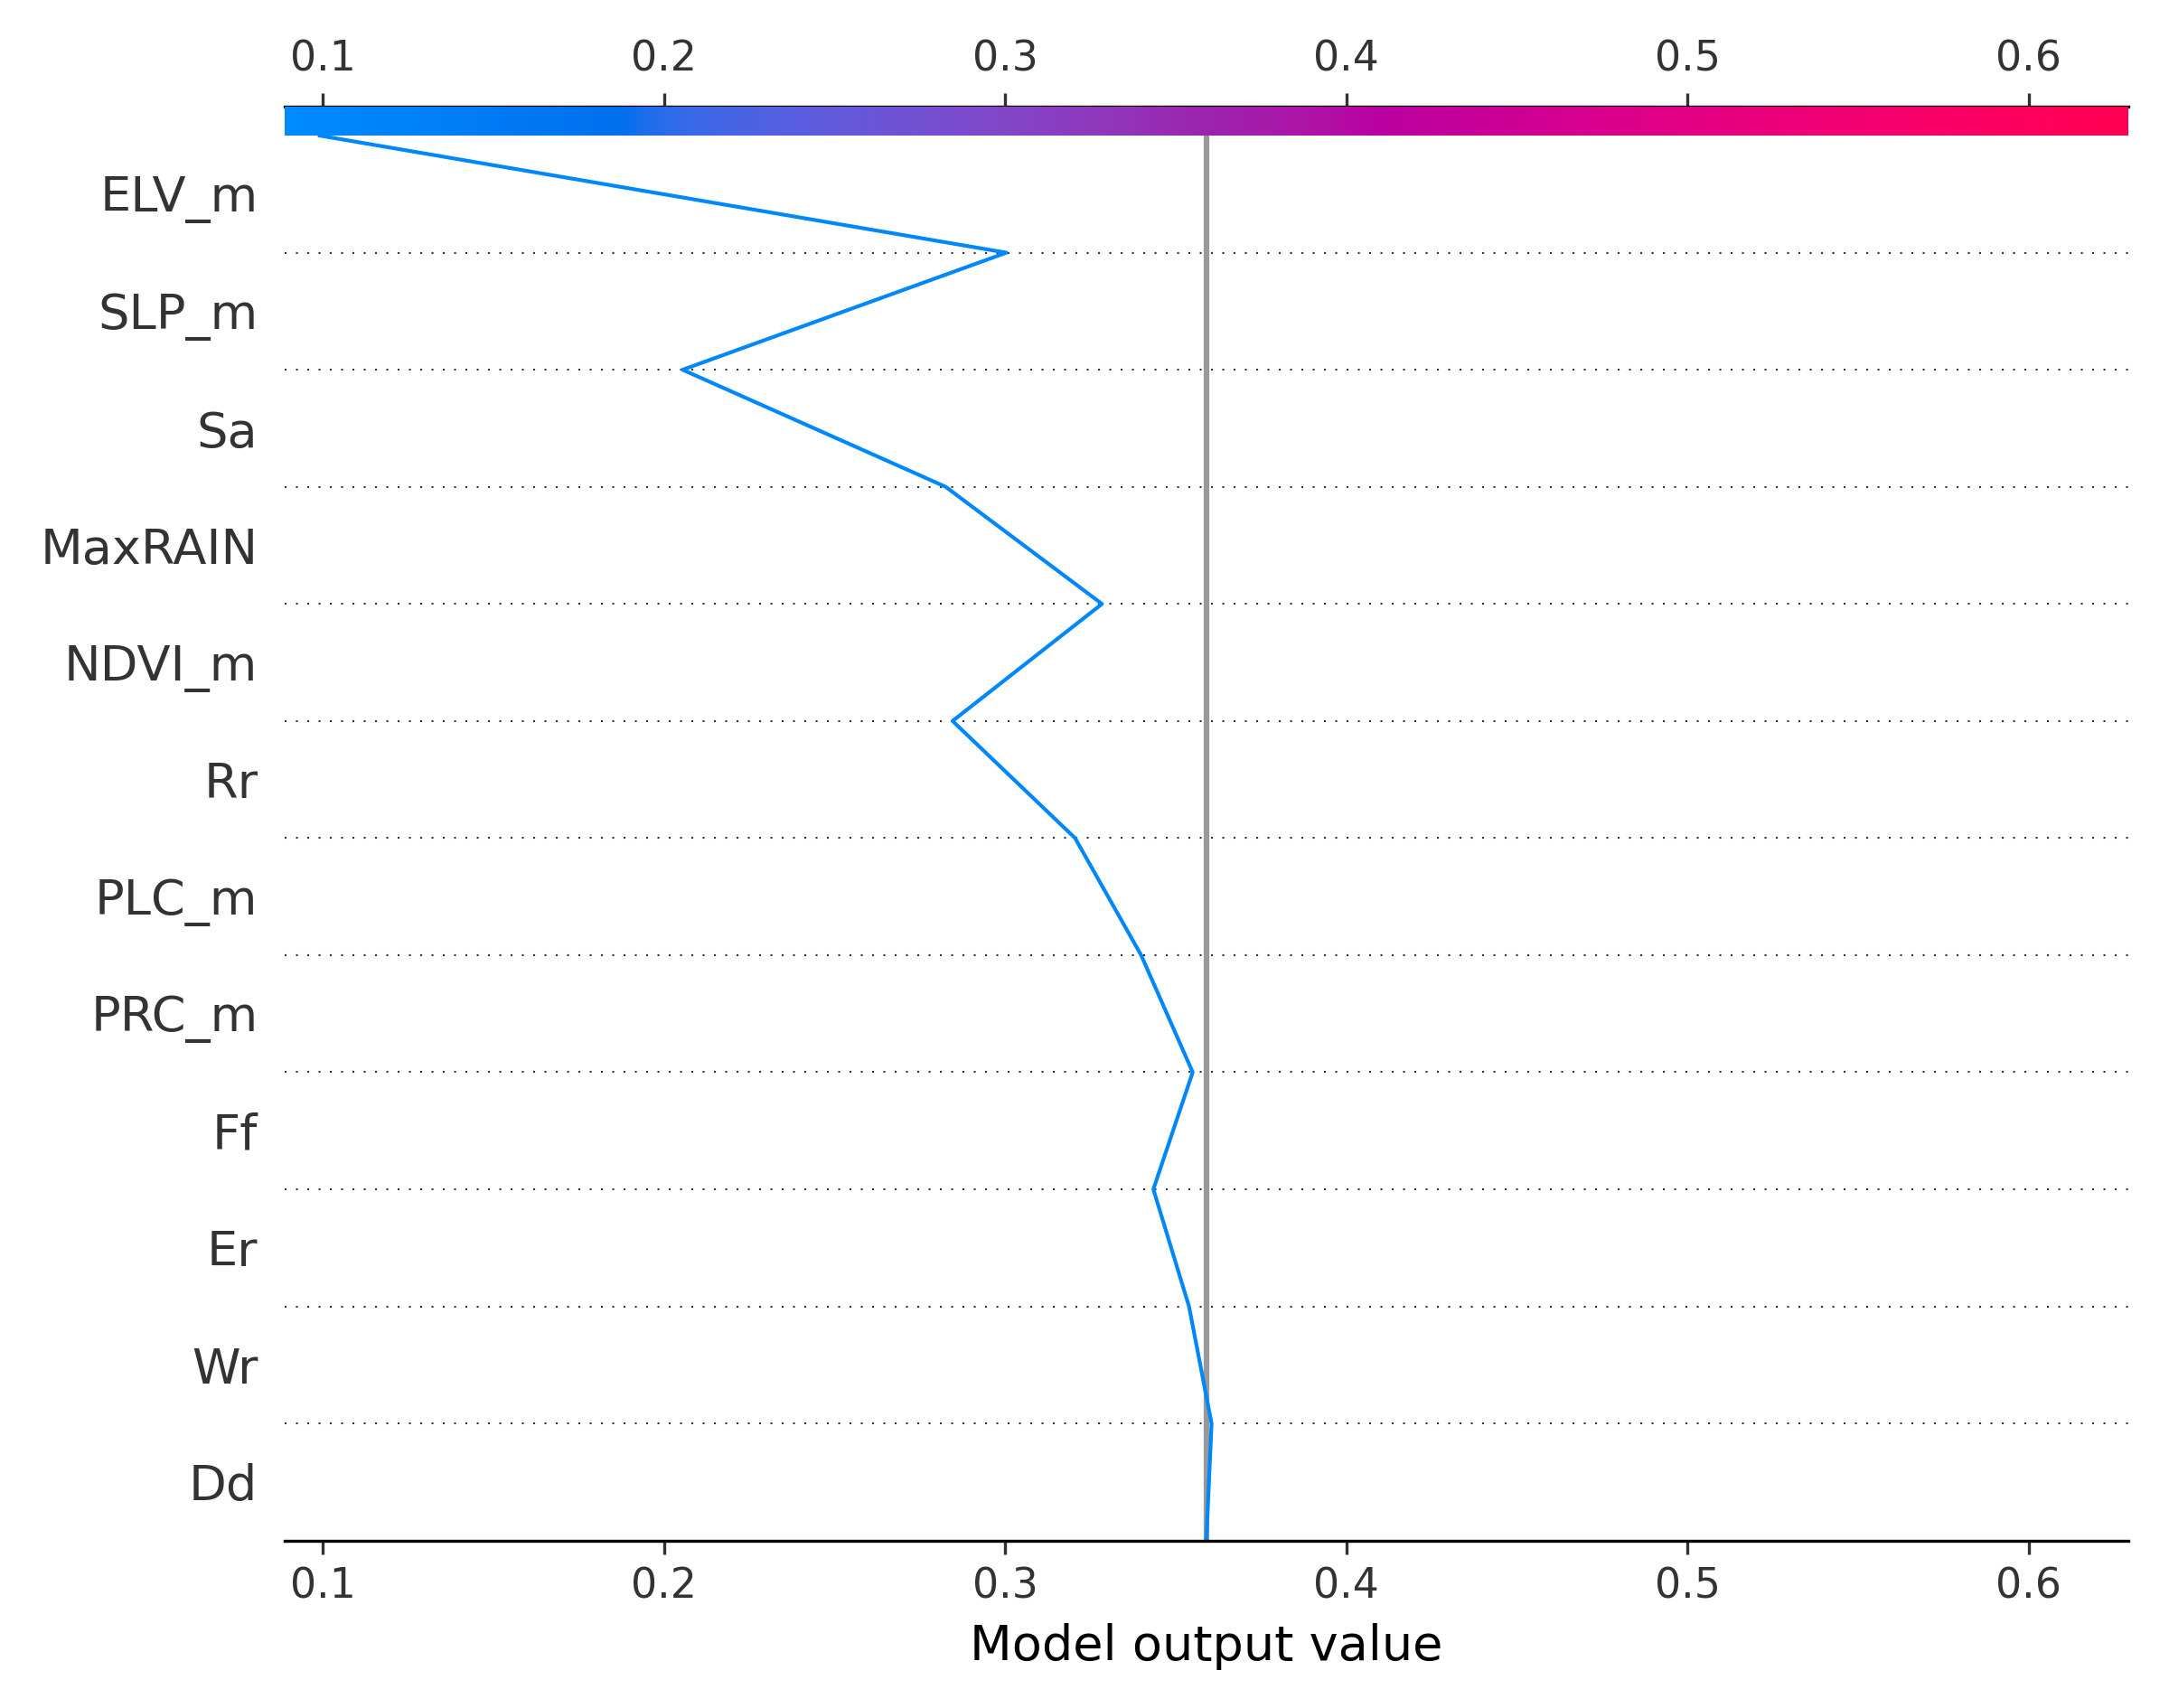 0.1 0.2 0.3 0.4 0.5 0.6
ELV_m
SLP_m
Sa
MaxRAIN
NDVI_m
Rr
PLC_m
PRC_m
Ff
Er
Wr
Dd
0.1 0.2 0.3 0.4 0.5 0.6
Model output value